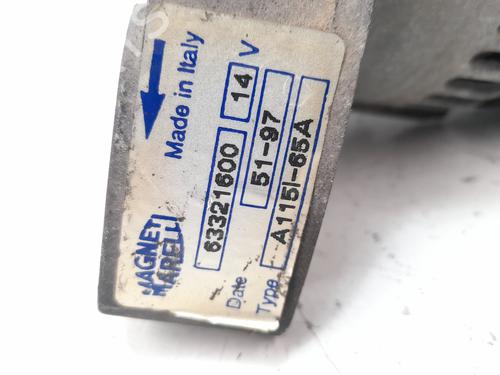 Made in Italy
MAGNETI MARELLI
63321600 14 V
Date 51-97
Type A115I-65A